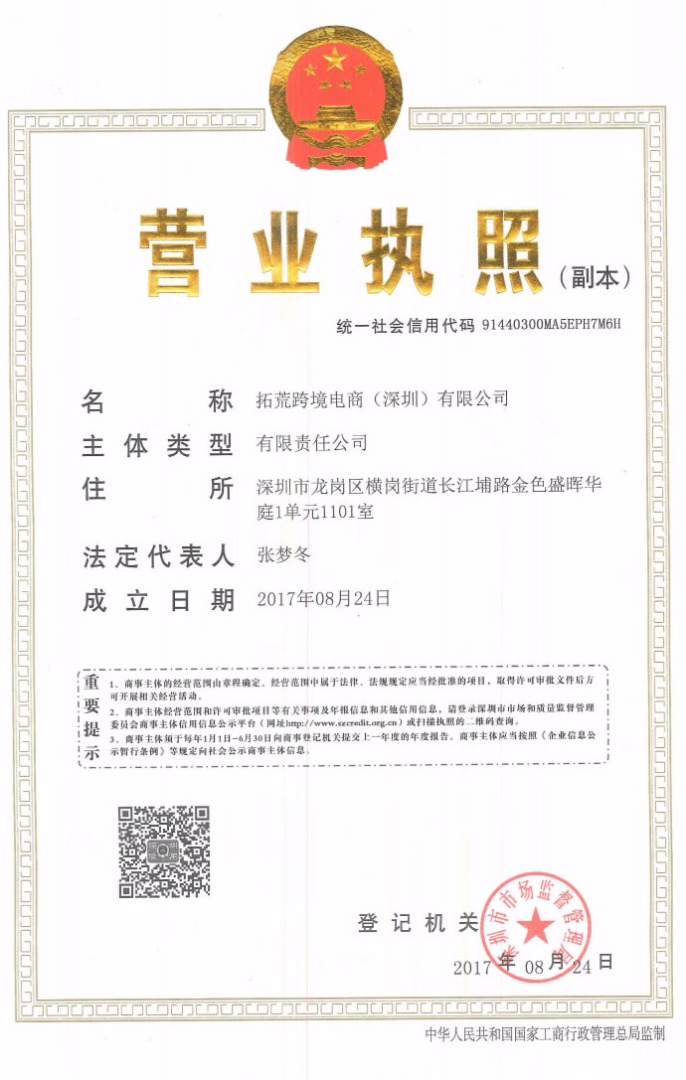 营业执照
(副本)
统一社会信用代码 91440300MA5EPH7M6H
名称 拓荒跨境电商（深圳）有限公司
主体类型 有限责任公司
住所 深圳市龙岗区横岗街道长江埔路金色盛晖华
庭1单元1101室
法定代表人 张梦冬
成立日期 2017年08月24日
重要提示
1、商事主体的经营范围由章程确定。经营范围中属于法律、法规规定应当经批准的项目，取得许可审批文件后方
可开展相关经营活动。
2、商事主体经营范围和许可审批项目等有关事项及年报信息和其他信用信息，请登录深圳市市场和质量监督管理
委员会商事主体信用信息公示平台（网址http://www.szcredit.org.cn）或扫描执照的二维码查询。
3、商事主体须于每年1月1日-6月30日向商事登记机关提交上一年度的年度报告。商事主体应当按照《企业信息公
示暂行条例》等规定向社会公示商事主体信息。
登记机关
深圳市市场监督管理局
2017年08月24日
中华人民共和国国家工商行政管理总局监制